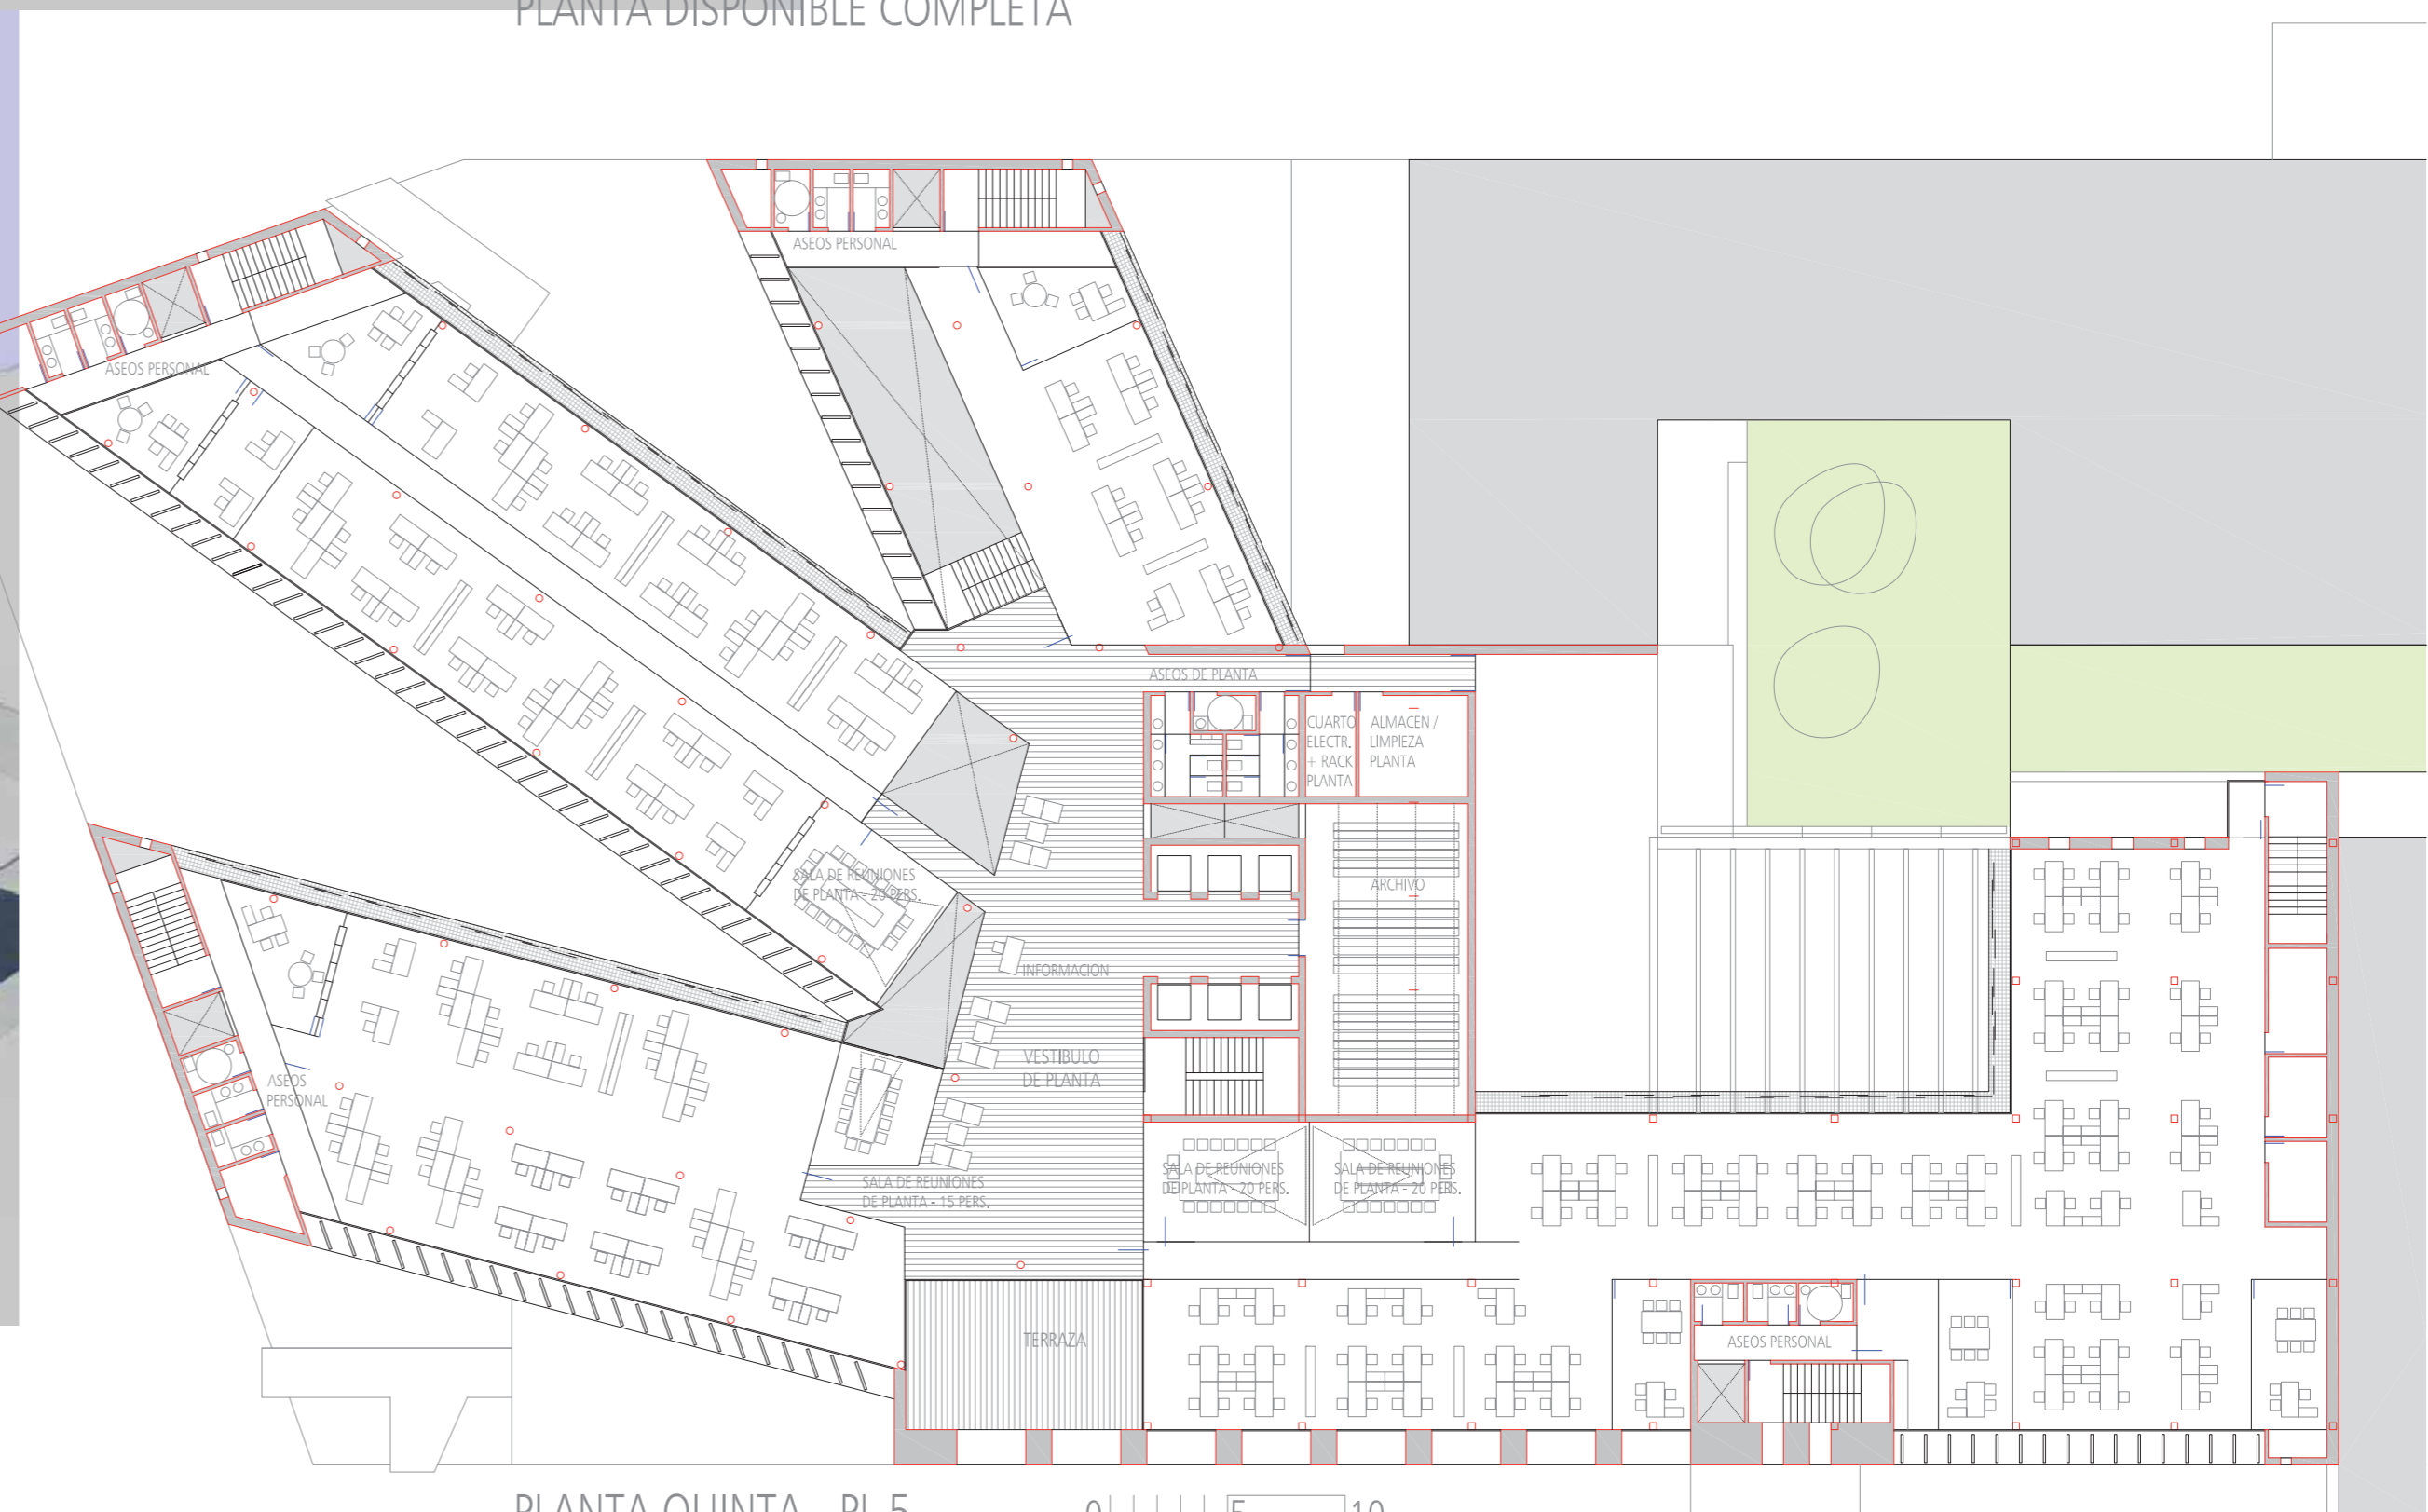 PLANTA DISPONIBLE COMPLETA
ASEOS PERSONAL
ASEOS PERSONAL
ASEOS DE PLANTA
CUARTO
ELECTR.
+ RACK
PLANTA
ALMACEN /
LIMPIEZA
PLANTA
SALA DE REUNIONES
DE PLANTA - 20 PERS.
ARCHIVO
INFORMACION
VESTIBULO
DE PLANTA
ASEOS
PERSONAL
SALA DE REUNIONES
DE PLANTA - 15 PERS.
SALA DE REUNIONES
DE PLANTA - 20 PERS.
SALA DE REUNIONES
DE PLANTA - 20 PERS.
TERRAZA
ASEOS PERSONAL
PLANTA QUINTA - PL 5
0 5 10